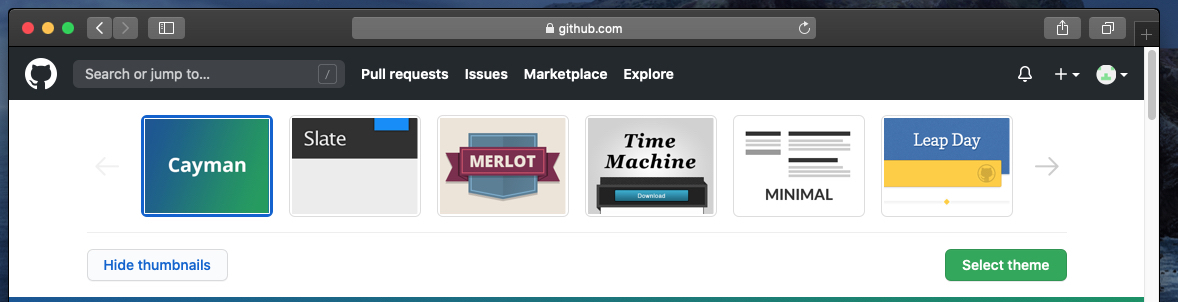 github.com
Search or jump to... /
Pull requests Issues Marketplace Explore
Cayman
Slate
MERLOT
Time
Machine
Download
MINIMAL
Leap Day
Hide thumbnails
Select theme